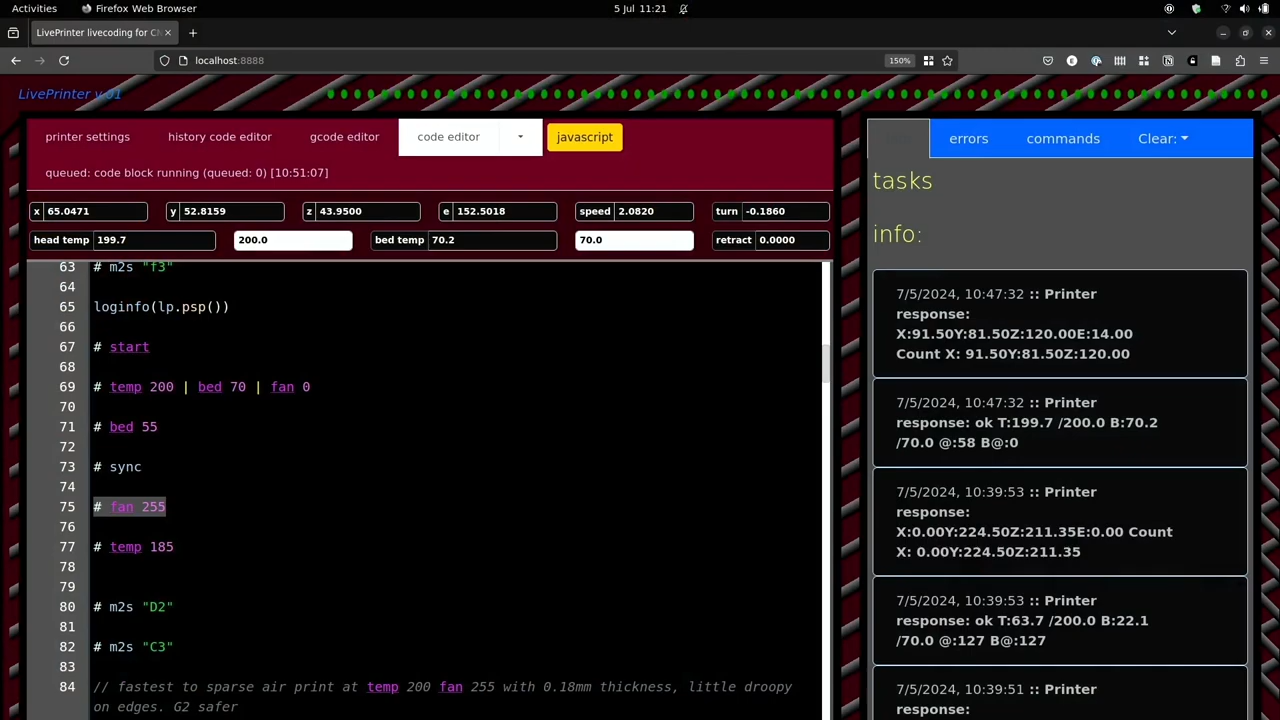 Activities
Firefox Web Browser
5 Jul 11:21
LivePrinter livecoding for CN
localhost:8888
150%
LivePrinter v.01
printer settings
history code editor
gcode editor
code editor
javascript
queued: code block running (queued: 0) [10:51:07]
x 65.0471
y 52.8159
z 43.9500
e 152.5018
speed 2.0820
turn -0.1860
head temp 199.7
200.0
bed temp 70.2
70.0
retract 0.0000
63 # m2s "f3"
64
65 loginfo(lp.psp())
66
67 # start
68
69 # temp 200 | bed 70 | fan 0
70
71 # bed 55
72
73 # sync
74
75 # fan 255
76
77 # temp 185
78
79
80 # m2s "D2"
81
82 # m2s "C3"
83
84 // fastest to sparse air print at temp 200 fan 255 with 0.18mm thickness, little droopy
on edges. G2 safer
errors
commands
Clear:
tasks
info:
7/5/2024, 10:47:32 :: Printer
response:
X:91.50Y:81.50Z:120.00E:14.00
Count X: 91.50Y:81.50Z:120.00
7/5/2024, 10:47:32 :: Printer
response: ok T:199.7 /200.0 B:70.2
/70.0 @:58 B@:0
7/5/2024, 10:39:53 :: Printer
response:
X:0.00Y:224.50Z:211.35E:0.00 Count
X: 0.00Y:224.50Z:211.35
7/5/2024, 10:39:53 :: Printer
response: ok T:63.7 /200.0 B:22.1
/70.0 @:127 B@:127
7/5/2024, 10:39:51 :: Printer
response: